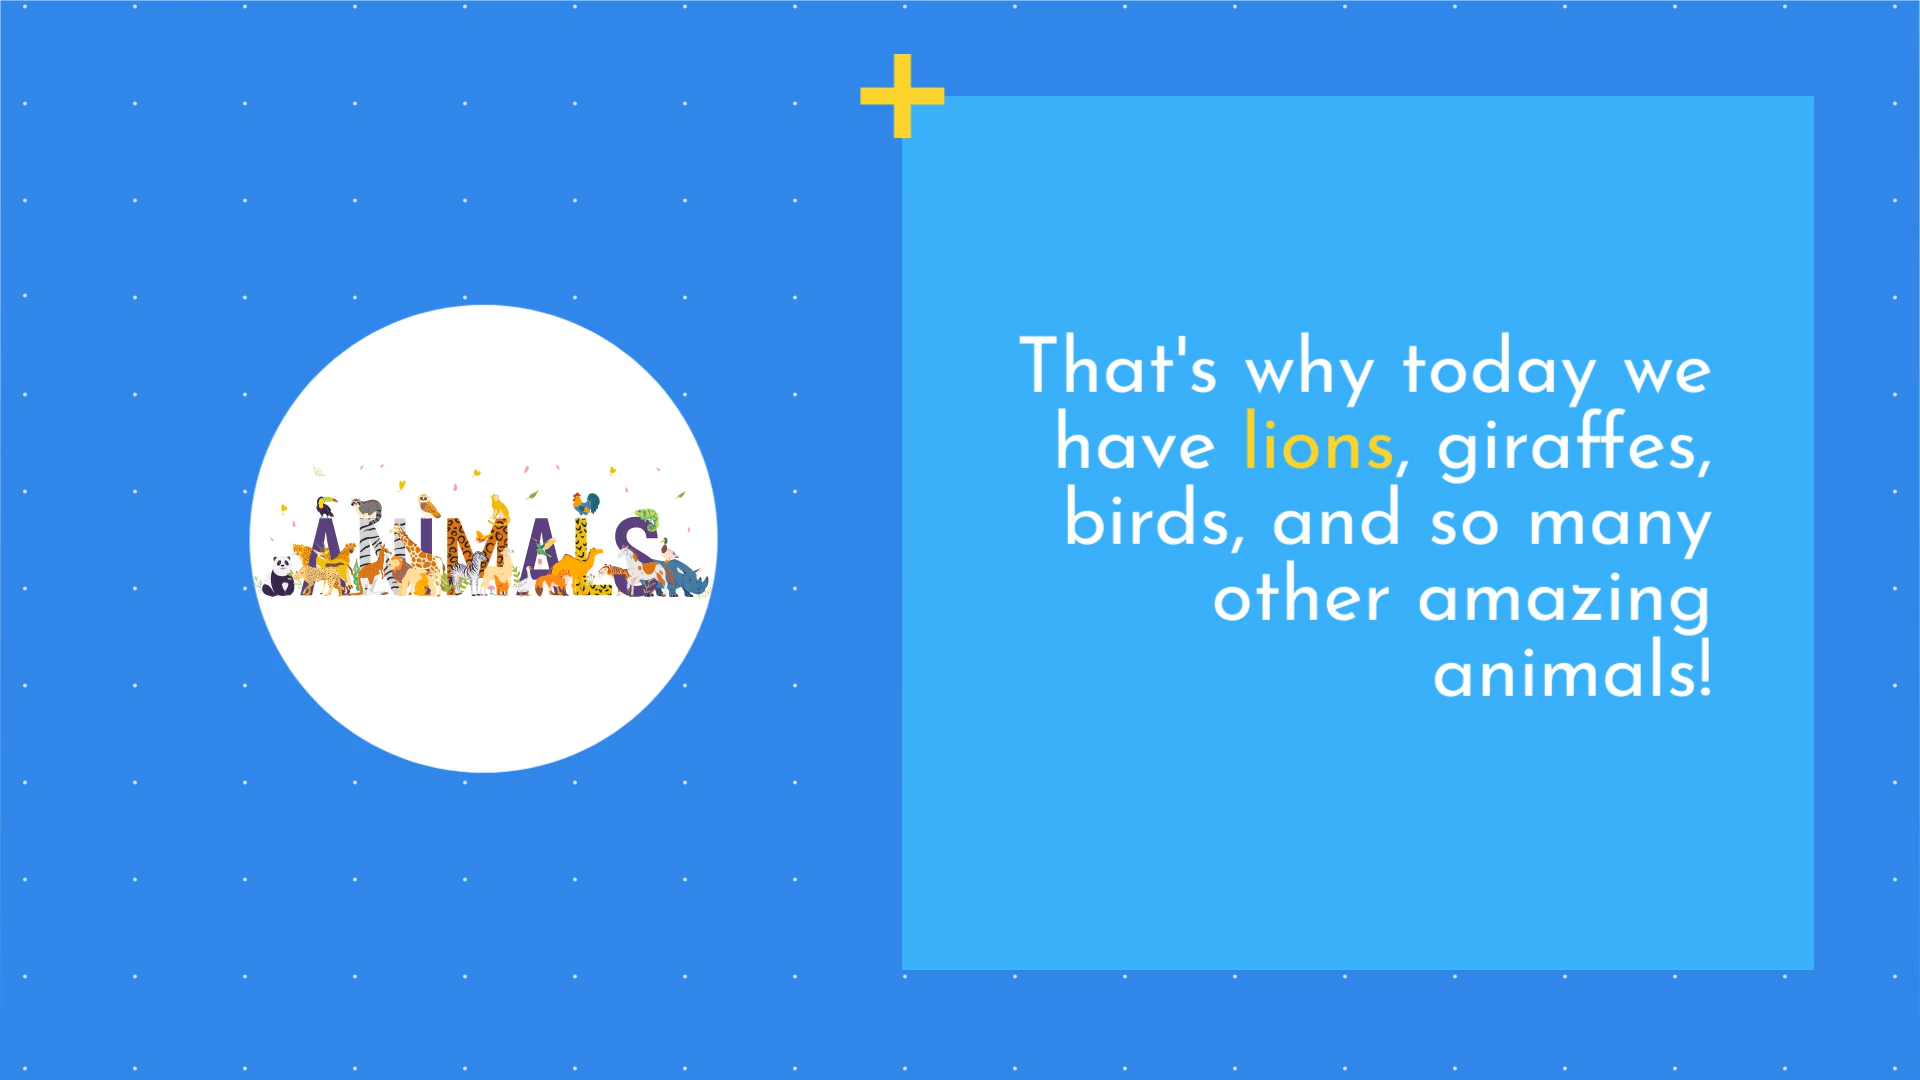 ANIMALS
That's why today we
have lions, giraffes,
birds, and so many
other amazing
animals!